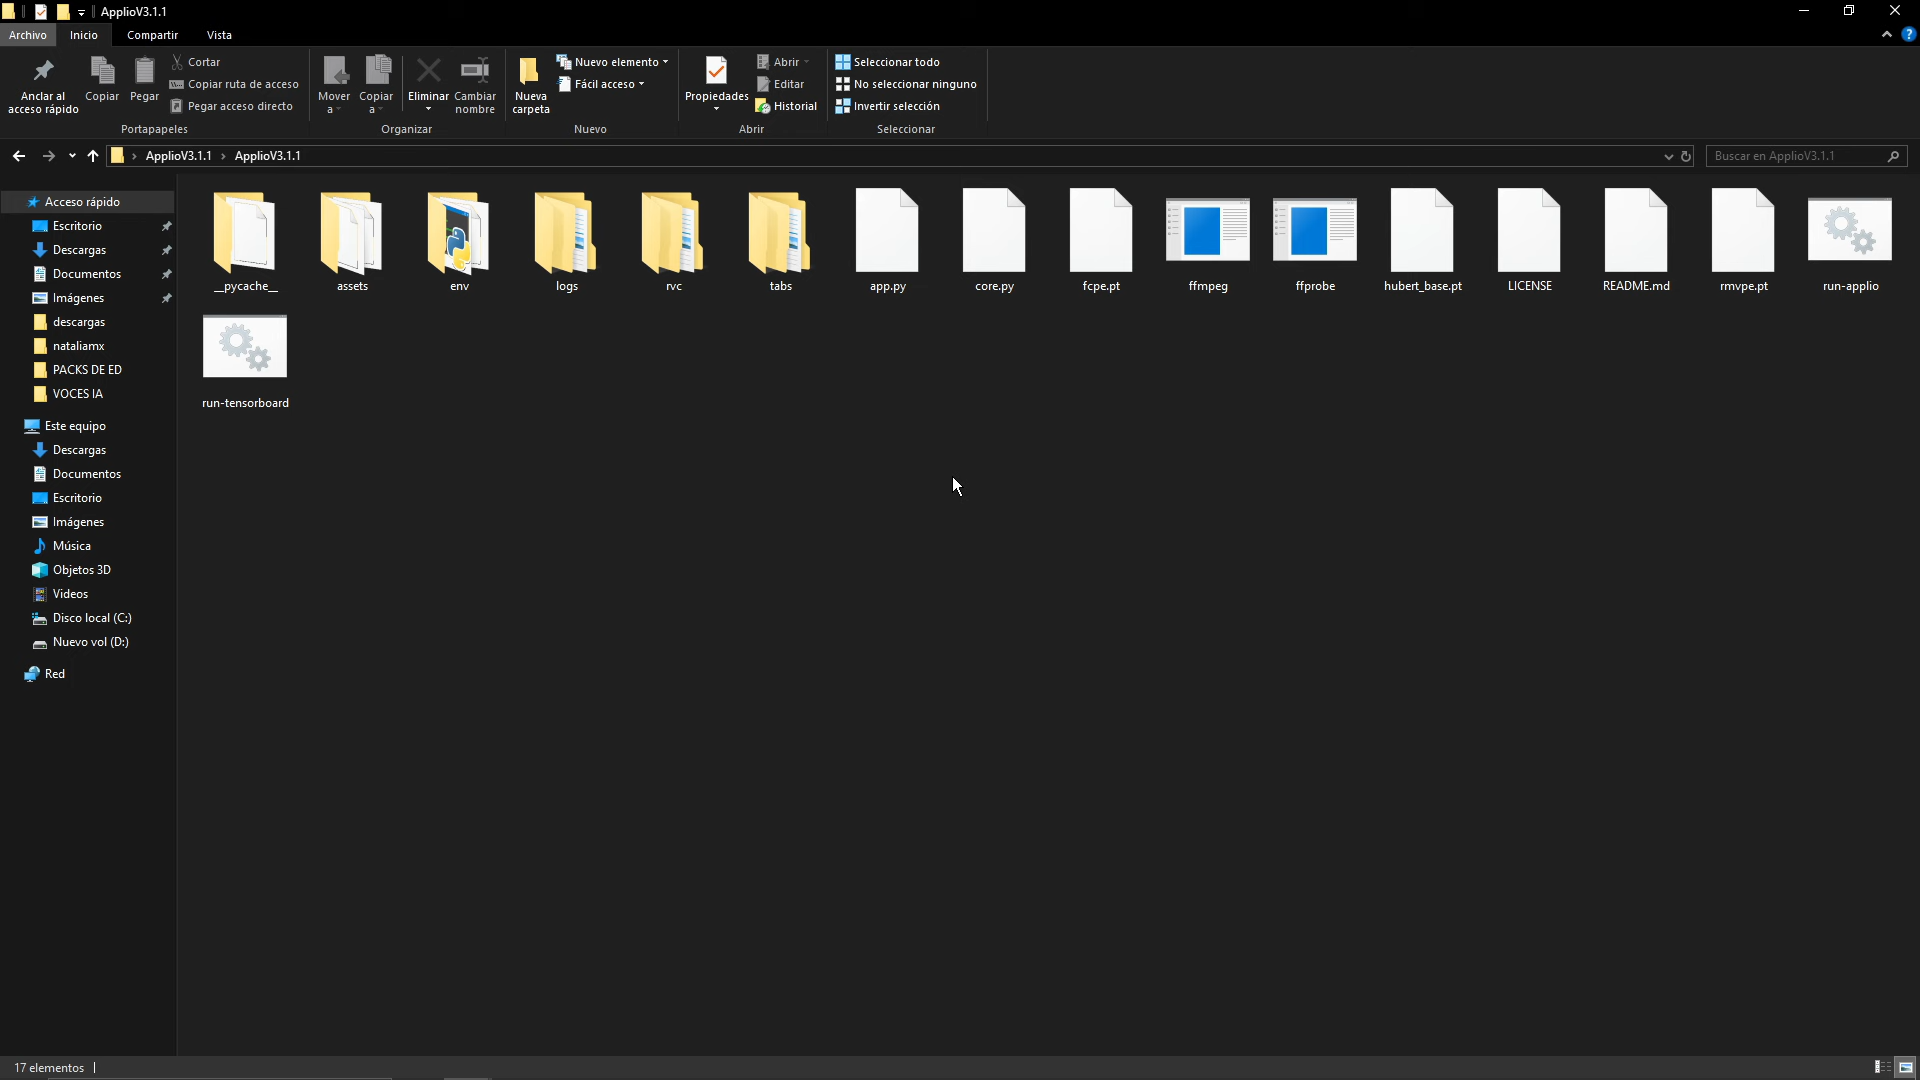 ApplioV3.1.1
Archivo Inicio Compartir Vista
Anclar al acceso rápido
Copiar
Pegar
Cortar
Copiar ruta de acceso
Pegar acceso directo
Portapapeles
Mover a
Copiar a
Eliminar
Cambiar nombre
Organizar
Nueva carpeta
Nuevo elemento
Fácil acceso
Nuevo
Propiedades
Abrir
Editar
Historial
Abrir
Seleccionar todo
No seleccionar ninguno
Invertir selección
Seleccionar
ApplioV3.1.1 › ApplioV3.1.1
Buscar en ApplioV3.1.1
Acceso rápido
Escritorio
Descargas
Documentos
Imágenes
descargas
nataliamx
PACKS DE ED
VOCES IA
Este equipo
Descargas
Documentos
Escritorio
Imágenes
Música
Objetos 3D
Videos
Disco local (C:)
Nuevo vol (D:)
Red
__pycache__ assets env logs rvc tabs app.py core.py fcpe.pt ffmpeg ffprobe hubert_base.pt LICENSE README.md rmvpe.pt run-applio
run-tensorboard
17 elementos